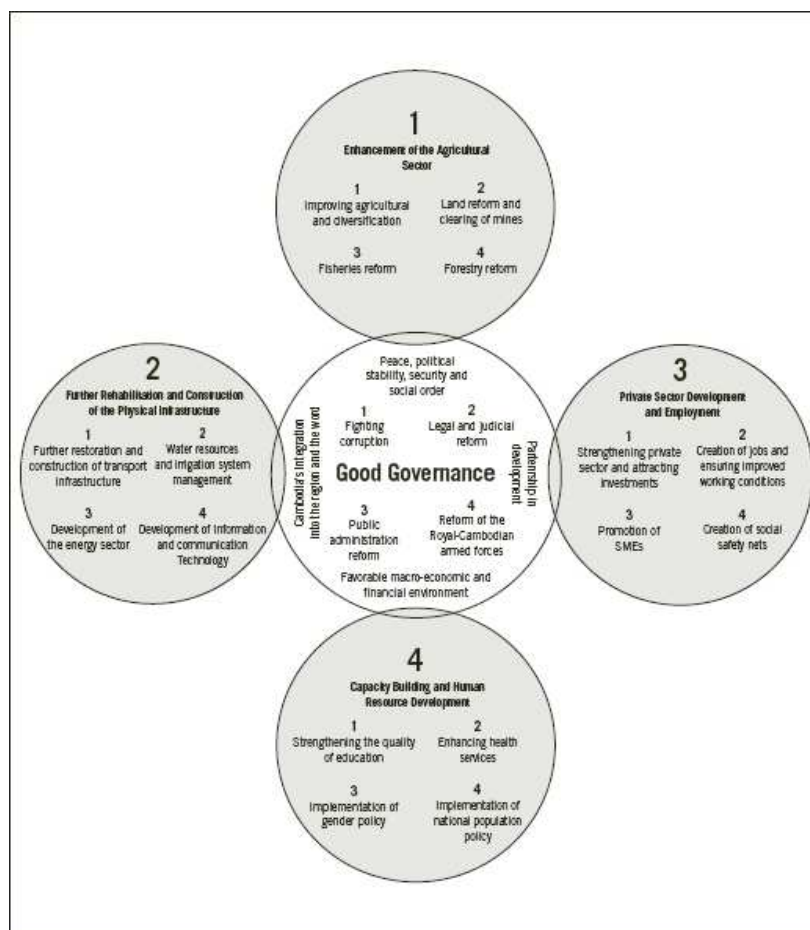 1
Enhancement of the Agricultural
Sector
1
Improving agricultural
and diversification
2
Land reform and
clearing of mines
3
Fisheries reform
4
Forestry reform
2
Further Rehabilitation and Construction
of the Physical Infrastructure
1
Further restoration and
construction of transport
infrastructure
2
Water resources
and irrigation system
management
3
Development of
the energy sector
4
Development of Information
and communication
Technology
Peace, political
stability, security and
social order
Cambodia's integration
into the region and the word
1
Fighting
corruption
2
Legal and judicial
reform
Good Governance
3
Public
administration
reform
4
Reform of the
Royal-Cambodian
armed forces
Partenship in
development
Favorable macro-economic and
financial environment
3
Private Sector Development
and Employment
1
Strengthening private
sector and attracting
investments
2
Creation of jobs and
ensuring improved
working conditions
3
Promotion of
SMEs
4
Creation of social
safety nets
4
Capacity Building and Human
Resource Development
1
Strengthening the quality
of education
2
Enhancing health
services
3
Implementation of
gender policy
4
Implementation of
national population
policy